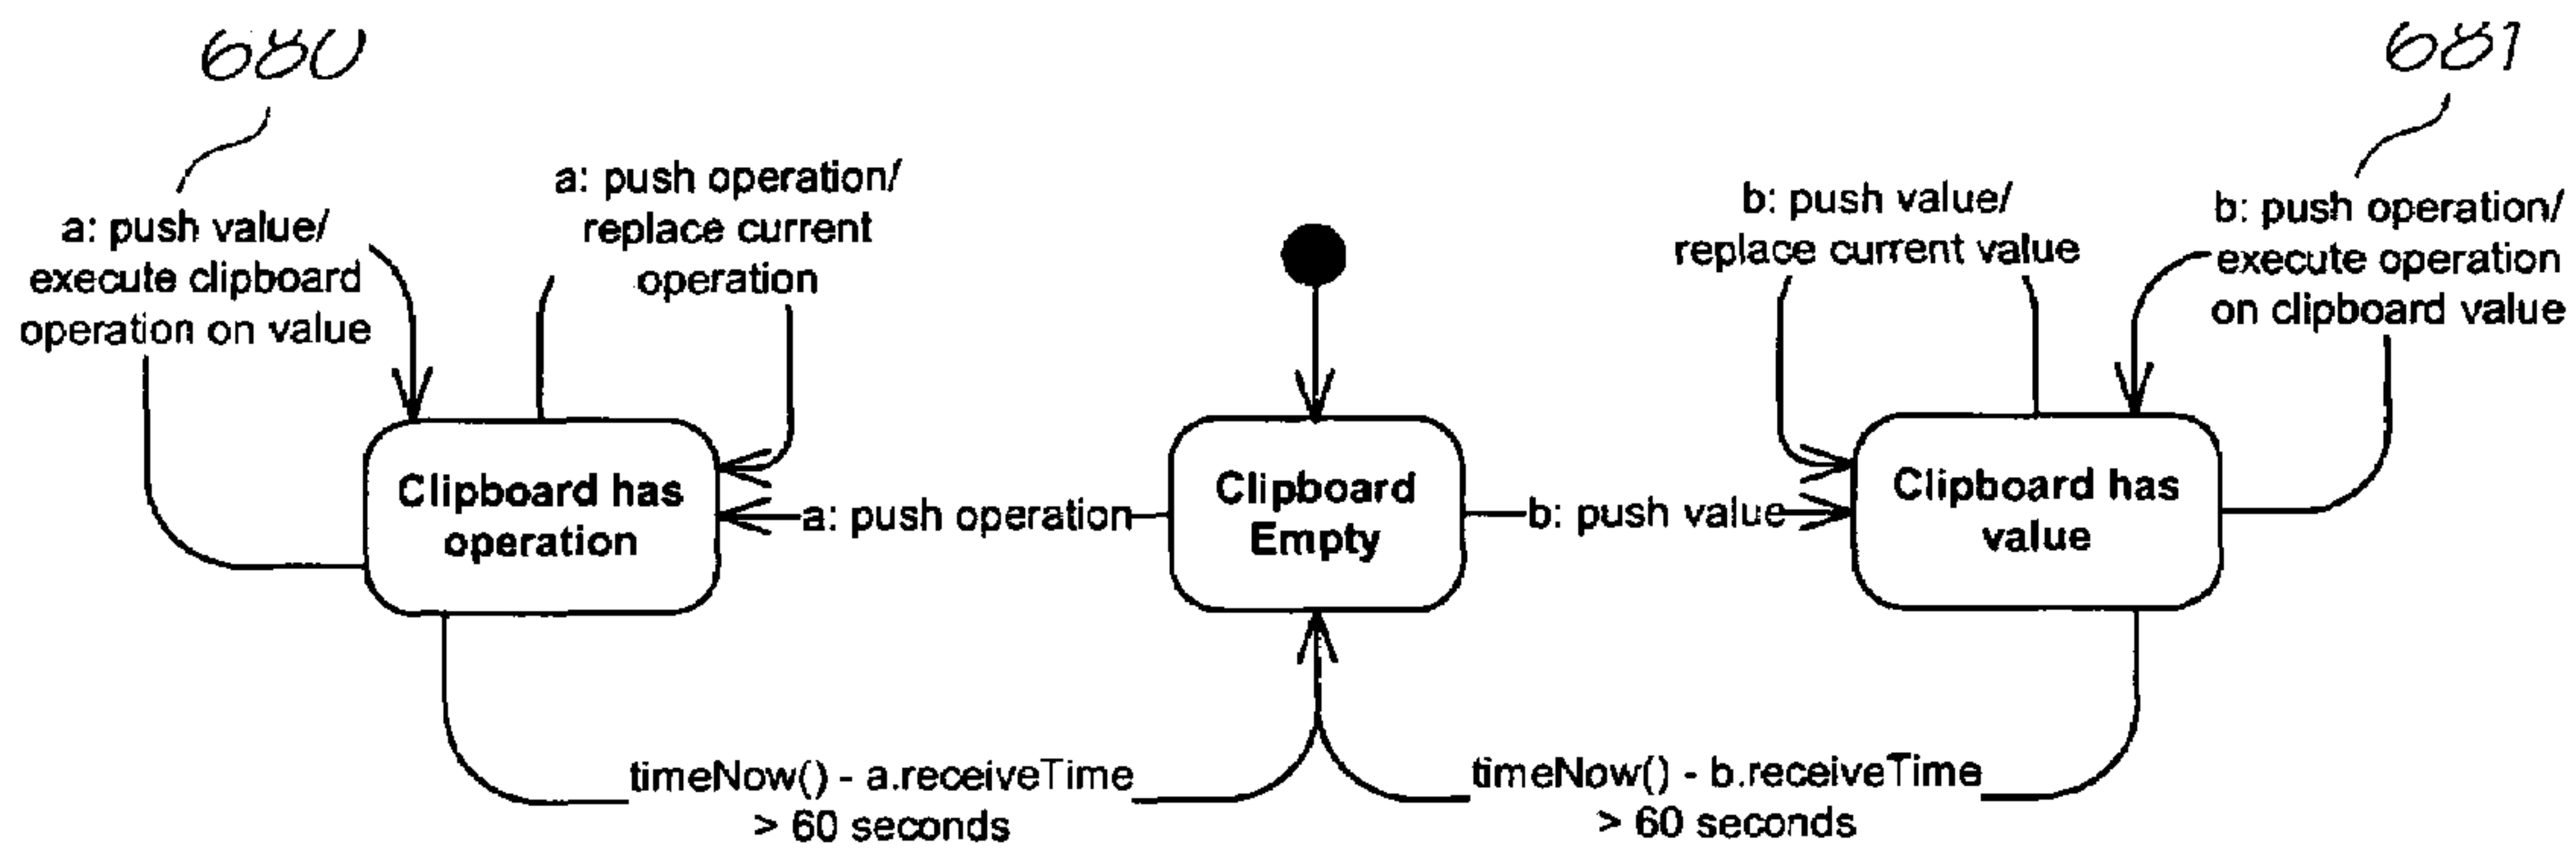 680
681
a: push value/
execute clipboard
operation on value
a: push operation/
replace current
operation
b: push value/
replace current value
b: push operation/
execute operation
on clipboard value
Clipboard has
operation
a: push operation
Clipboard
Empty
b: push value
Clipboard has
value
timeNow() - a.receiveTime
> 60 seconds
timeNow() - b.receiveTime
> 60 seconds